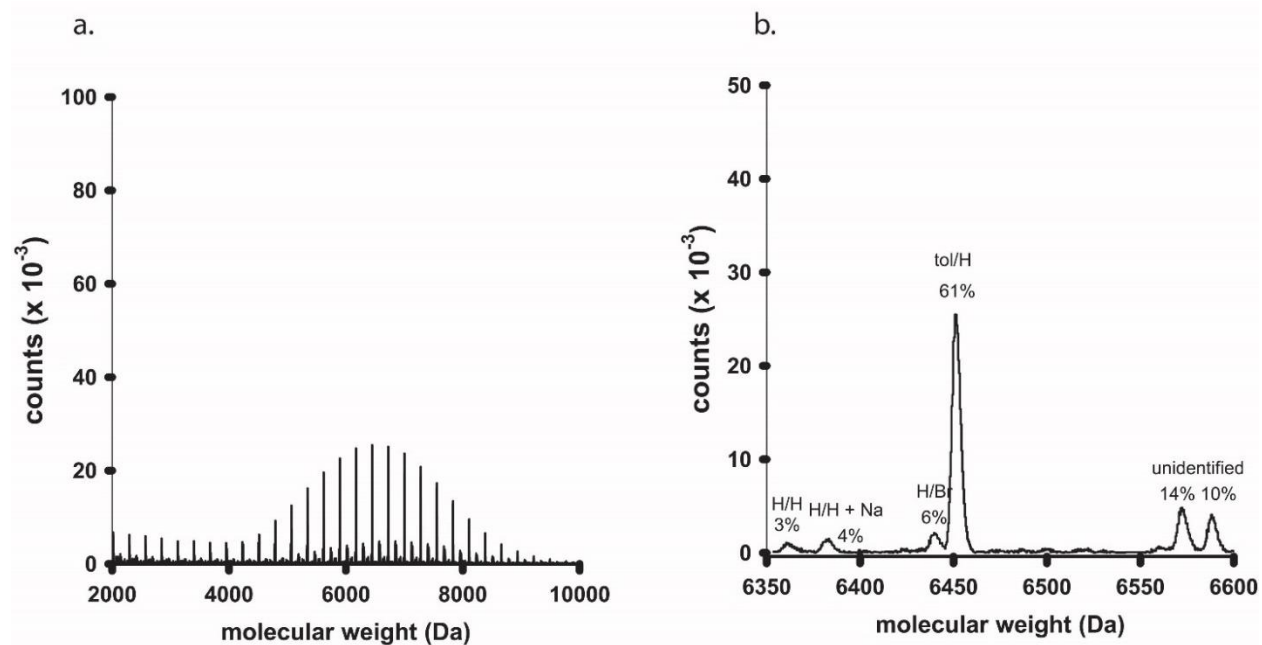 a.
counts (x 10⁻³)
100
80
60
40
20
0
2000 4000 6000 8000 10000
molecular weight (Da)
b.
counts (x 10⁻³)
50
40
30
20
10
0
tol/H
61%
unidentified
14% 10%
H/B
6%
H/H
3%
H/H + Na
4%
6350 6400 6450 6500 6550 6600
molecular weight (Da)